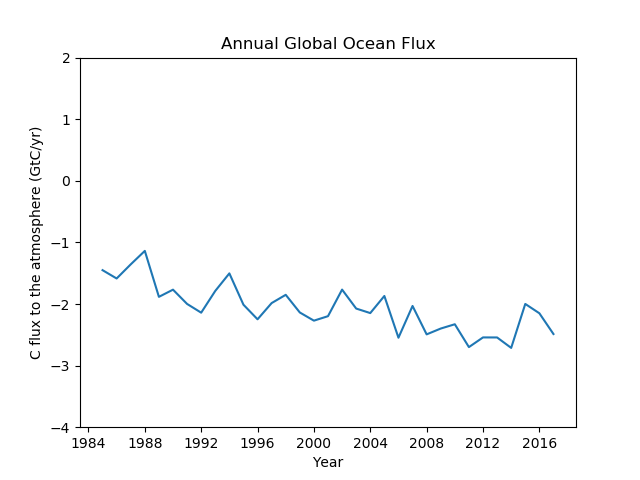 Annual Global Ocean Flux
C flux to the atmosphere (GtC/yr)
2
1
0
−1
−2
−3
−4
1984 1988 1992 1996 2000 2004 2008 2012 2016
Year